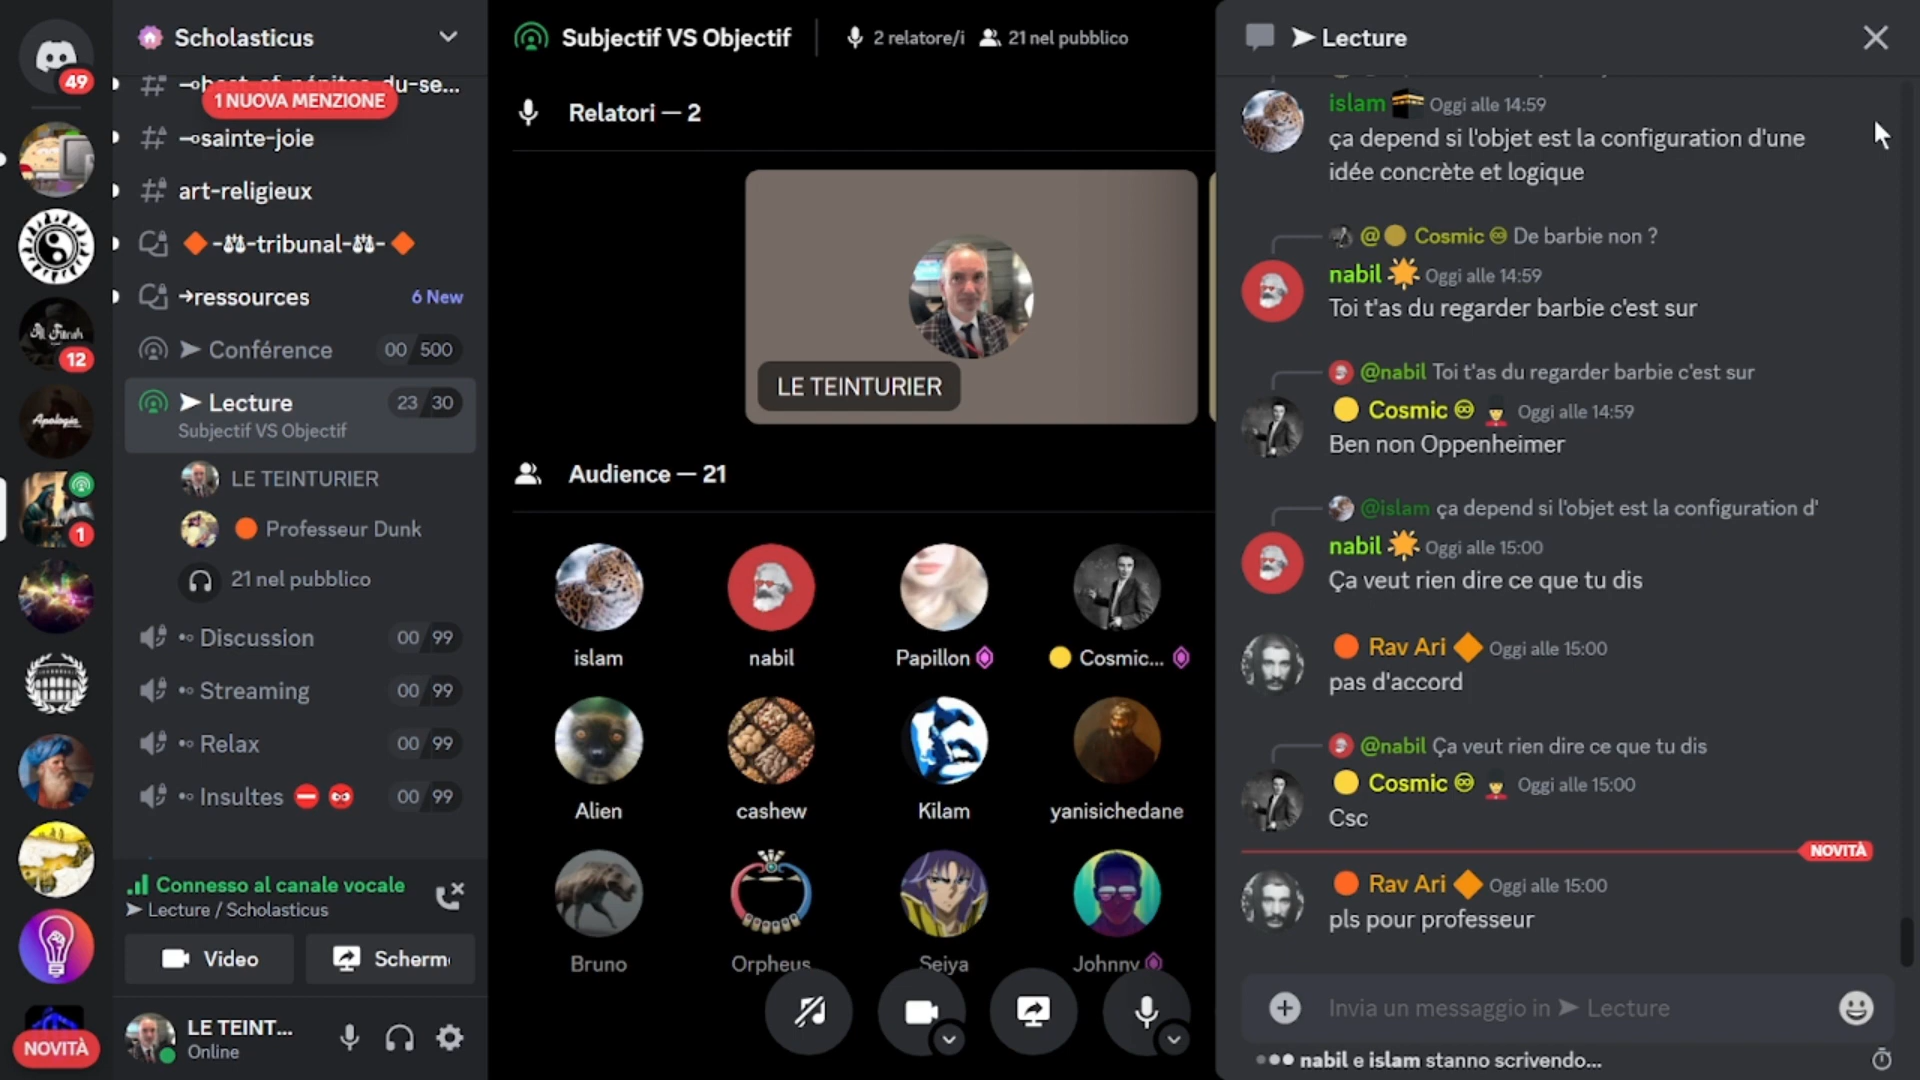 49
12
1
NOVITÀ
Scholasticus
1 NUOVA MENZIONE
sainte-joie
art-religieux
-tribunal-
→ressources 6 New
➤ Conférence 00 500
➤ Lecture 23 30
Subjectif VS Objectif
LE TEINTURIER
Professeur Dunk
21 nel pubblico
Discussion 00 99
Streaming 00 99
Relax 00 99
Insultes 00 99
Connesso al canale vocale
➤ Lecture / Scholasticus
Video
Scherm
LE TEINT...
Online
Subjectif VS Objectif
2 relatore/i
21 nel pubblico
Relatori — 2
LE TEINTURIER
Audience — 21
islam
nabil
Papillon
Cosmic...
Alien
cashew
Kilam
yanisichedane
Bruno
Orpheus
Seiya
Johnny
➤ Lecture
islam Oggi alle 14:59
ça depend si l'objet est la configuration d'une
idée concrète et logique
@ Cosmic De barbie non ?
nabil Oggi alle 14:59
Toi t'as du regarder barbie c'est sur
@nabil Toi t'as du regarder barbie c'est sur
Cosmic Oggi alle 14:59
Ben non Oppenheimer
@islam ça depend si l'objet est la configuration d'
nabil Oggi alle 15:00
Ça veut rien dire ce que tu dis
Rav Ari Oggi alle 15:00
pas d'accord
@nabil Ça veut rien dire ce que tu dis
Cosmic Oggi alle 15:00
Csc
NOVITÀ
Rav Ari Oggi alle 15:00
pls pour professeur
Invia un messaggio in ➤ Lecture
nabil e islam stanno scrivendo...